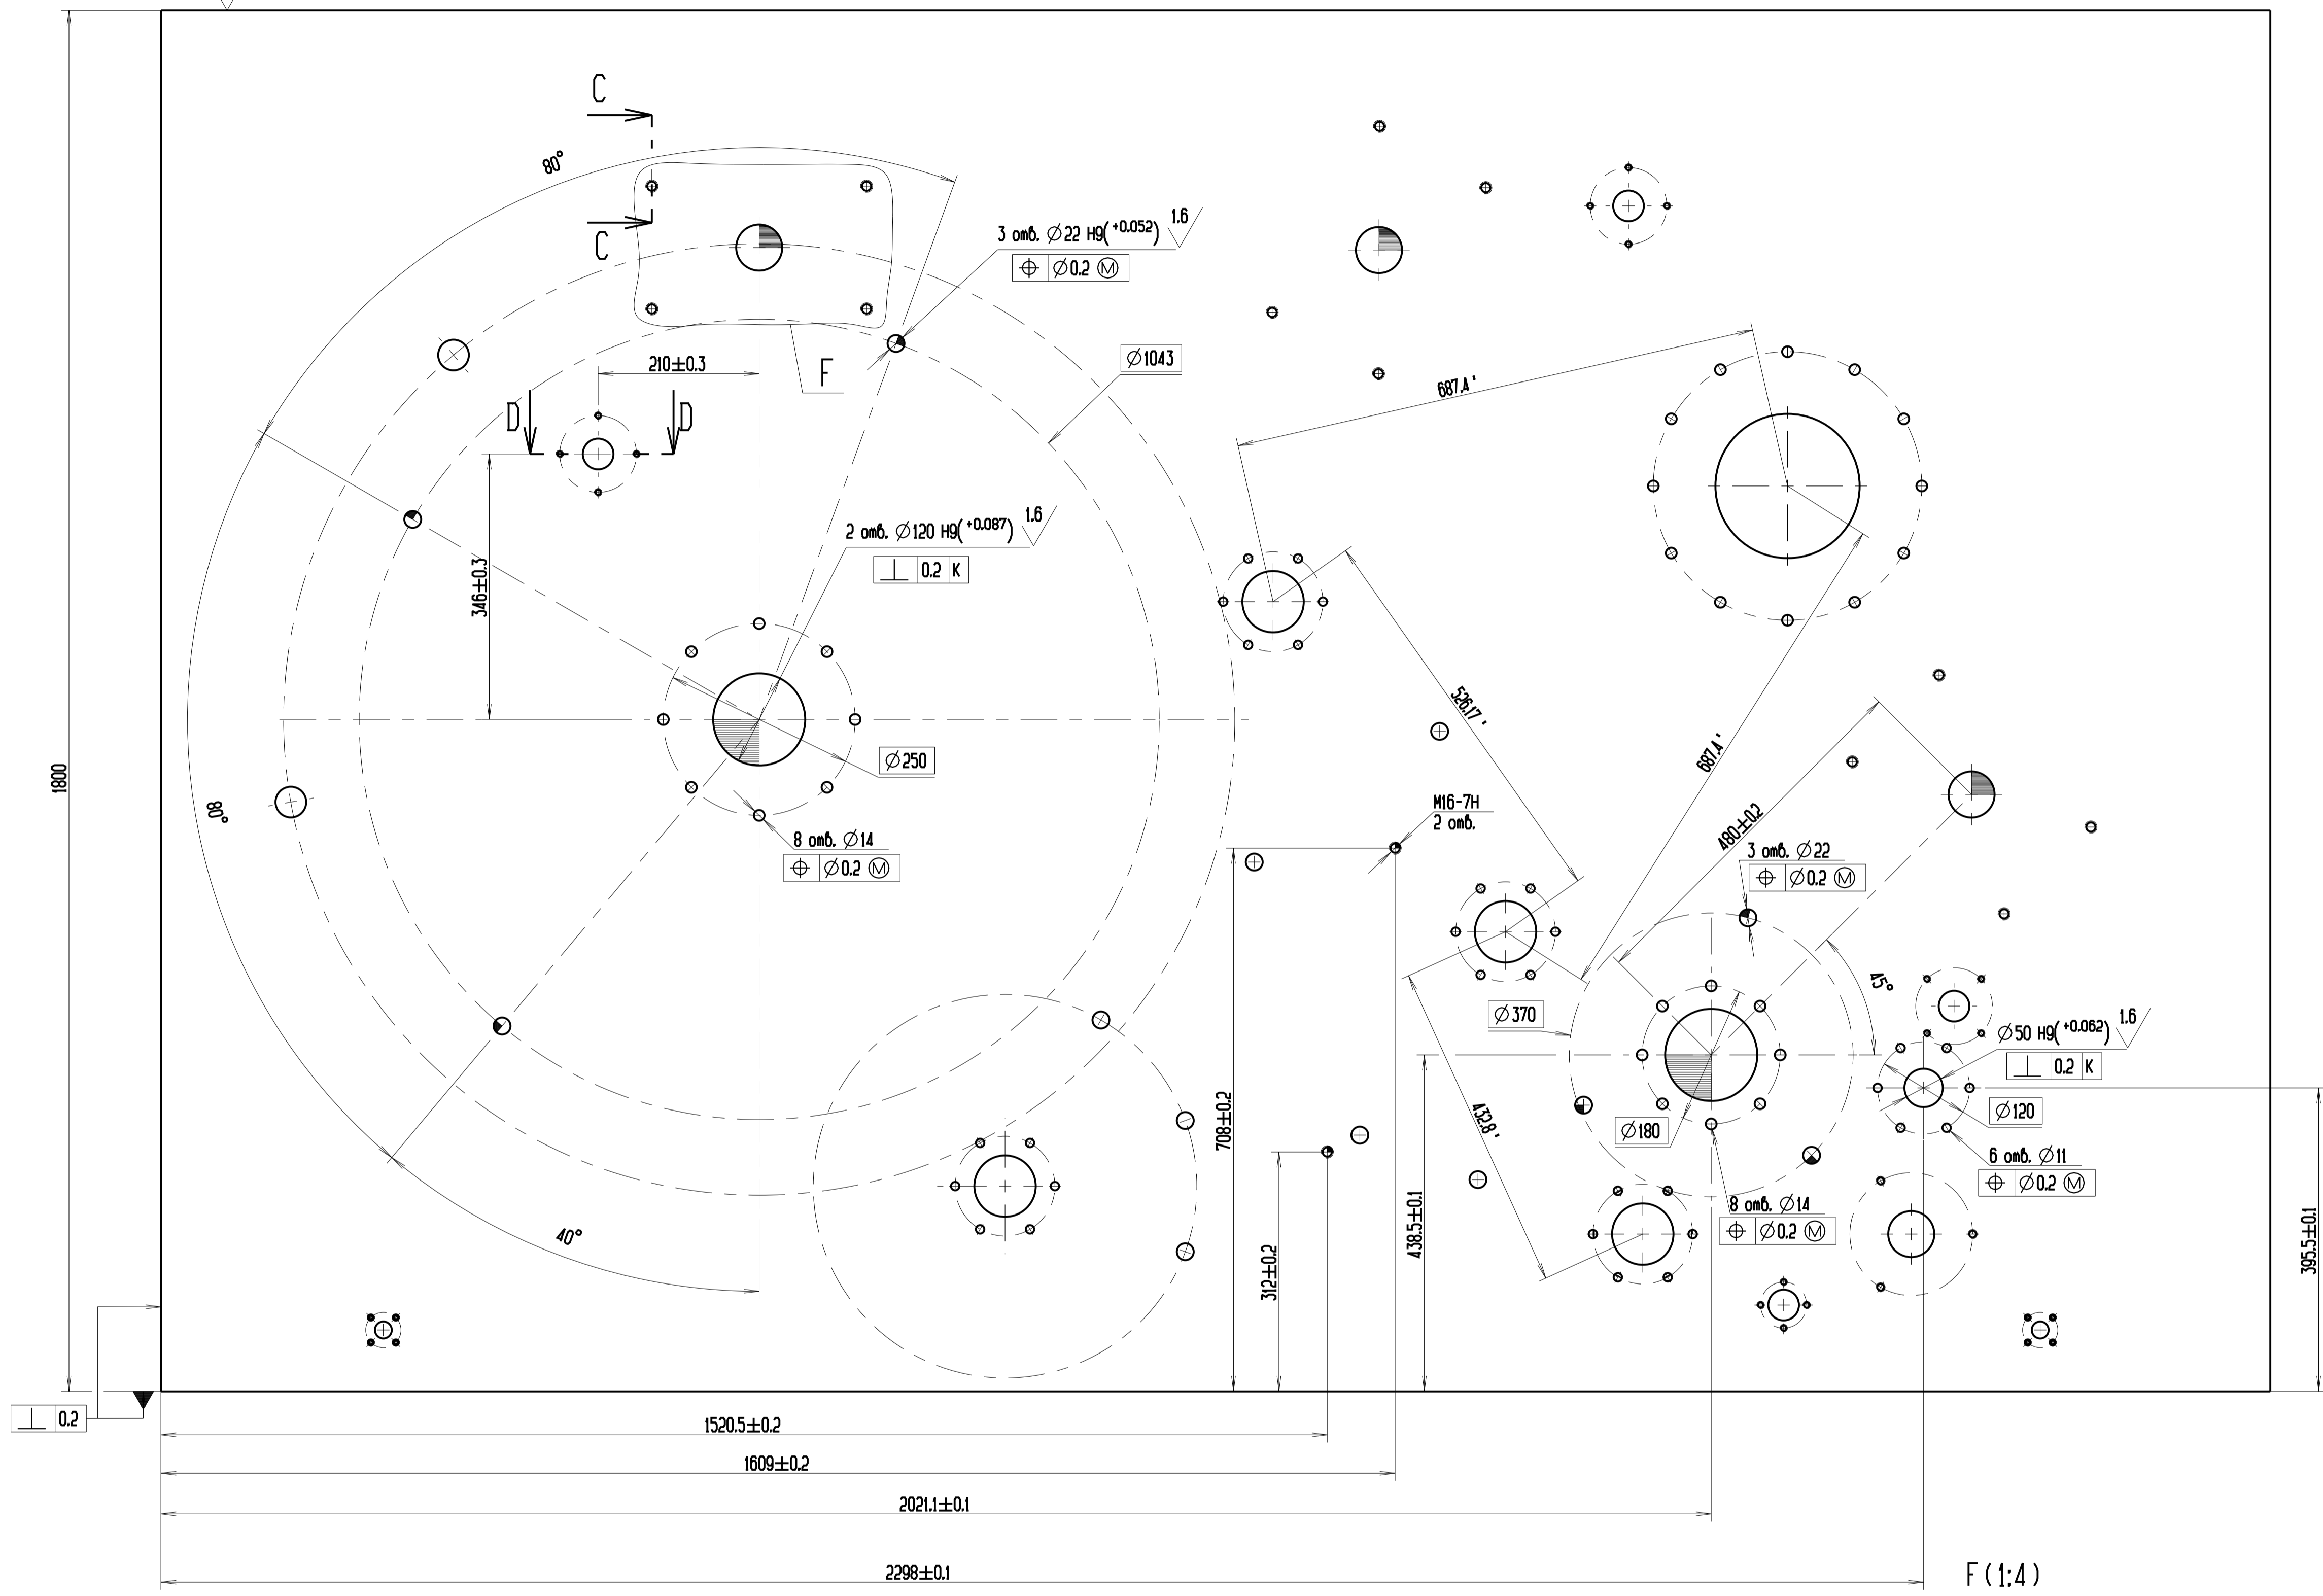 C
80°
C
3 отв. ∅22 H9(+0.052)
1.6
⌖ ∅0.2 Ⓜ
∅1043
210±0.3
F
687.4 *
D
D
346±0.3
2 отв. ∅120 H9(+0.087)
1.6
⊥ 0.2 K
526.17 *
687.4 *
∅250
1800
80°
M16-7H
2 отв.
480±0.2
8 отв. ∅14
⌖ ∅0.2 Ⓜ
3 отв. ∅22
⌖ ∅0.2 Ⓜ
45°
∅370
∅50 H9(+0.062)
1.6
⊥ 0.2 K
∅120
432.8 *
∅180
708±0.2
6 отв. ∅11
⌖ ∅0.2 Ⓜ
8 отв. ∅14
⌖ ∅0.2 Ⓜ
438.5±0.1
40°
312±0.2
395.5±0.1
⊥ 0.2
1520.5±0.2
1609±0.2
2021.1±0.1
2298±0.1
F (1:4)